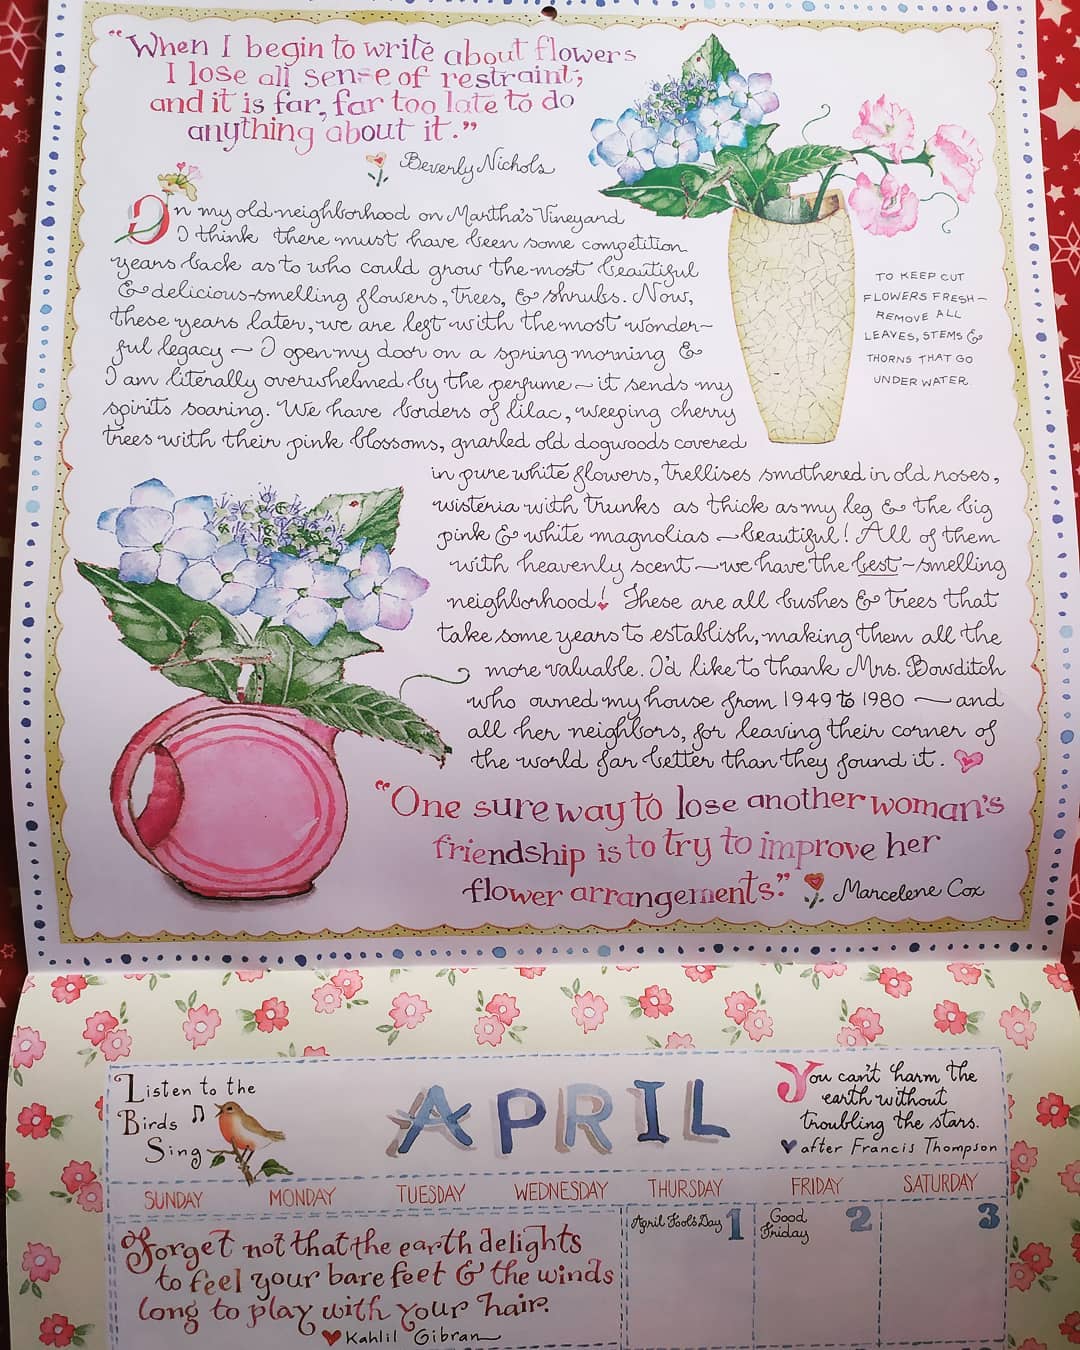 "When I begin to write about flowers
I lose all sense of restraint;
and it is far, far too late to do
anything about it."
Beverly Nichols
In my old neighborhood on Martha's Vineyard
I think there must have been some competition
years back as to who could grow the most beautiful
& delicious-smelling flowers, trees, & shrubs. Now,
these years later, we are left with the most wonder-
ful legacy ~ I open my door on a spring morning &
I am literally overwhelmed by the perfume ~ it sends my
spirits soaring. We have borders of lilac, weeping cherry
trees with their pink blossoms, gnarled old dogwoods covered
in pure white flowers, trellises smothered in old roses,
wisteria with trunks as thick as my leg & the big
pink & white magnolias ~ beautiful! All of them
with heavenly scent ~ we have the best-smelling
neighborhood! These are all bushes & trees that
take some years to establish, making them all the
more valuable. I'd like to thank Mrs. Bowditch
who owned my house from 1949 to 1980 — and
all her neighbors, for leaving their corner of
the world far better than they found it.
TO KEEP CUT
FLOWERS FRESH—
REMOVE ALL
LEAVES, STEMS &
THORNS THAT GO
UNDER WATER.
"One sure way to lose another woman's
friendship is to try to improve her
flower arrangements."
Marcelene Cox
Listen to the
Birds
Sing
APRIL
You can't harm the
earth without
troubling the stars.
after Francis Thompson
SUNDAY MONDAY TUESDAY WEDNESDAY THURSDAY FRIDAY SATURDAY
Forget not that the earth delights
to feel your bare feet & the winds
long to play with your hair.
Kahlil Gibran
April Fool's Day 1
Good Friday 2
3